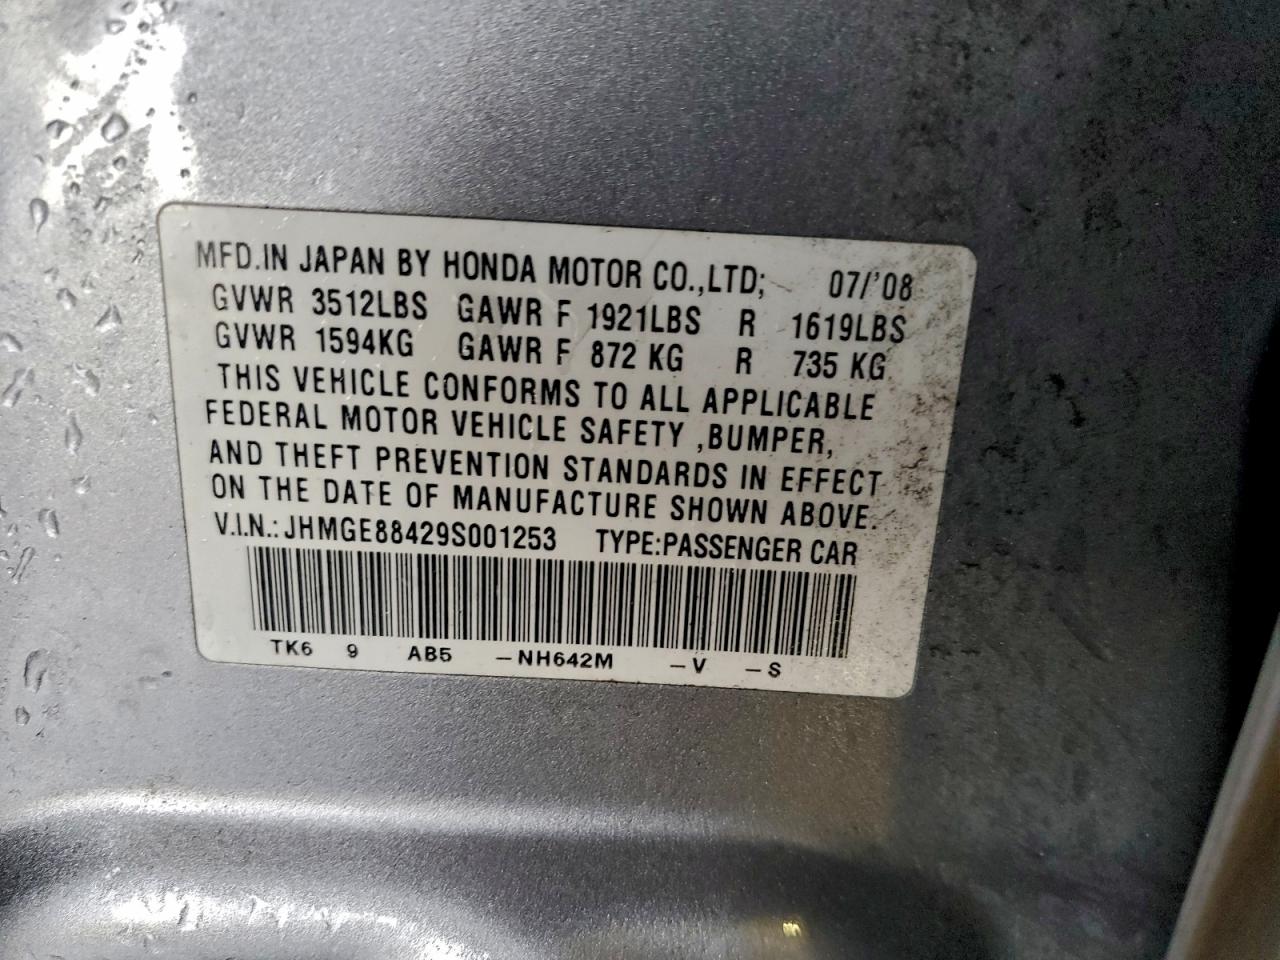 MFD.IN JAPAN BY HONDA MOTOR CO.,LTD; 07/'08
GVWR 3512LBS GAWR F 1921LBS R 1619LBS
GVWR 1594KG GAWR F 872 KG R 735 KG
THIS VEHICLE CONFORMS TO ALL APPLICABLE
FEDERAL MOTOR VEHICLE SAFETY ,BUMPER,
AND THEFT PREVENTION STANDARDS IN EFFECT
ON THE DATE OF MANUFACTURE SHOWN ABOVE.
V.I.N.: JHMGE88429S001253 TYPE:PASSENGER CAR
TK6 9 AB5 -NH642M -V -S